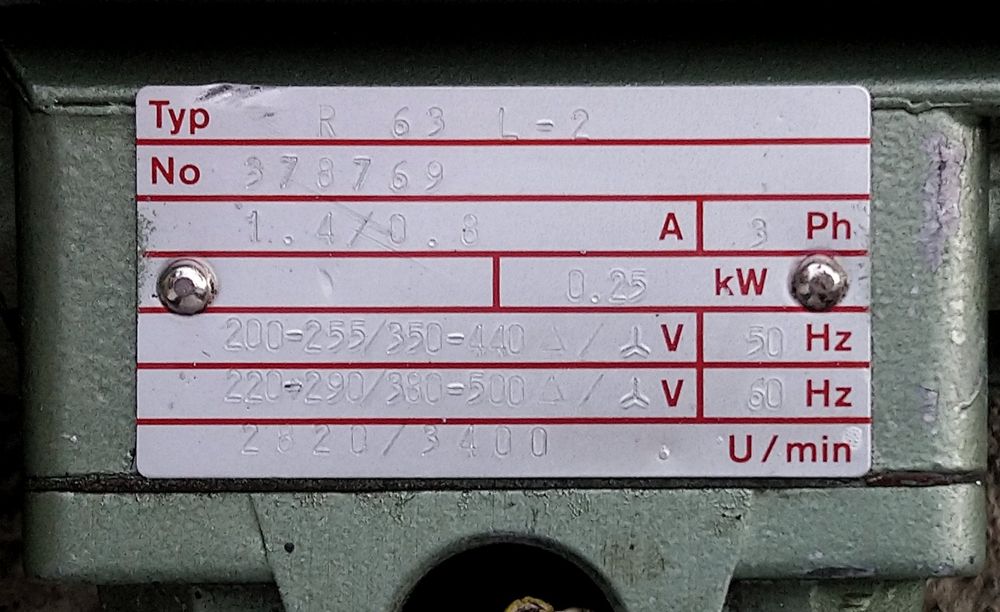 Typ R 63 L-2
No 378769
1.4/0.8 A 3 Ph
0.25 kW
200-255/350-440 △/⅄ V 50 Hz
220-290/380-500 △/⅄ V 60 Hz
2820/3400 U/min